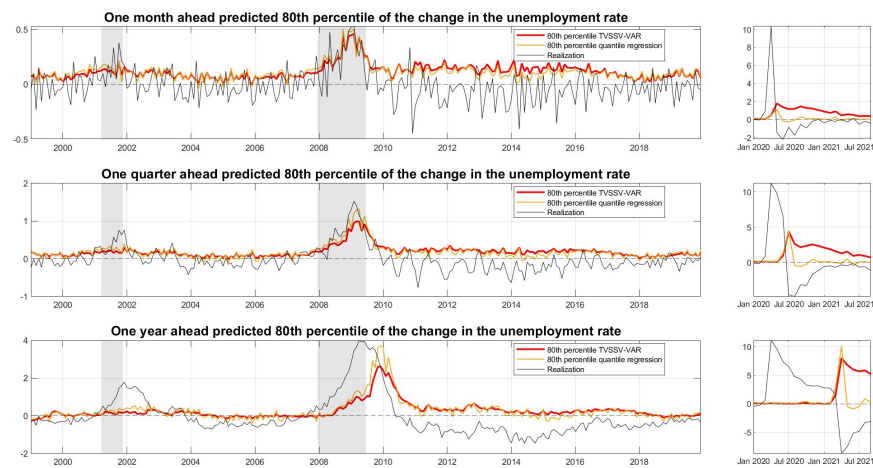 One month ahead predicted 80th percentile of the change in the unemployment rate
0.5
0
-0.5
80th percentile TVSSV-VAR
80th percentile quantile regression
Realization
2000 2002 2004 2006 2008 2010 2012 2014 2016 2018
10
8
6
4
2
0
-2
Jan 2020 Jul 2020 Jan 2021 Jul 2021
One quarter ahead predicted 80th percentile of the change in the unemployment rate
2
1
0
-1
80th percentile TVSSV-VAR
80th percentile quantile regression
Realization
2000 2002 2004 2006 2008 2010 2012 2014 2016 2018
10
5
0
Jan 2020 Jul 2020 Jan 2021 Jul 2021
One year ahead predicted 80th percentile of the change in the unemployment rate
4
2
0
-2
80th percentile TVSSV-VAR
80th percentile quantile regression
Realization
2000 2002 2004 2006 2008 2010 2012 2014 2016 2018
10
5
0
-5
Jan 2020 Jul 2020 Jan 2021 Jul 2021